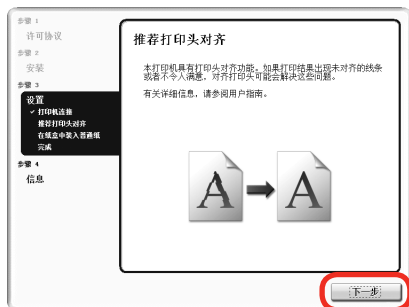 步骤 1
许可协议
步骤 2
安装
步骤 3
设置
✓ 打印机连接
推荐打印头对齐
在纸盒中装入普通纸
完成
步骤 4
信息
推荐打印头对齐
本打印机具有打印头对齐功能。如果打印结果出现未对齐的线条
或者不令人满意，对齐打印头可能会解决这些问题。
有关详细信息，请参阅用户指南。
A A
下一步